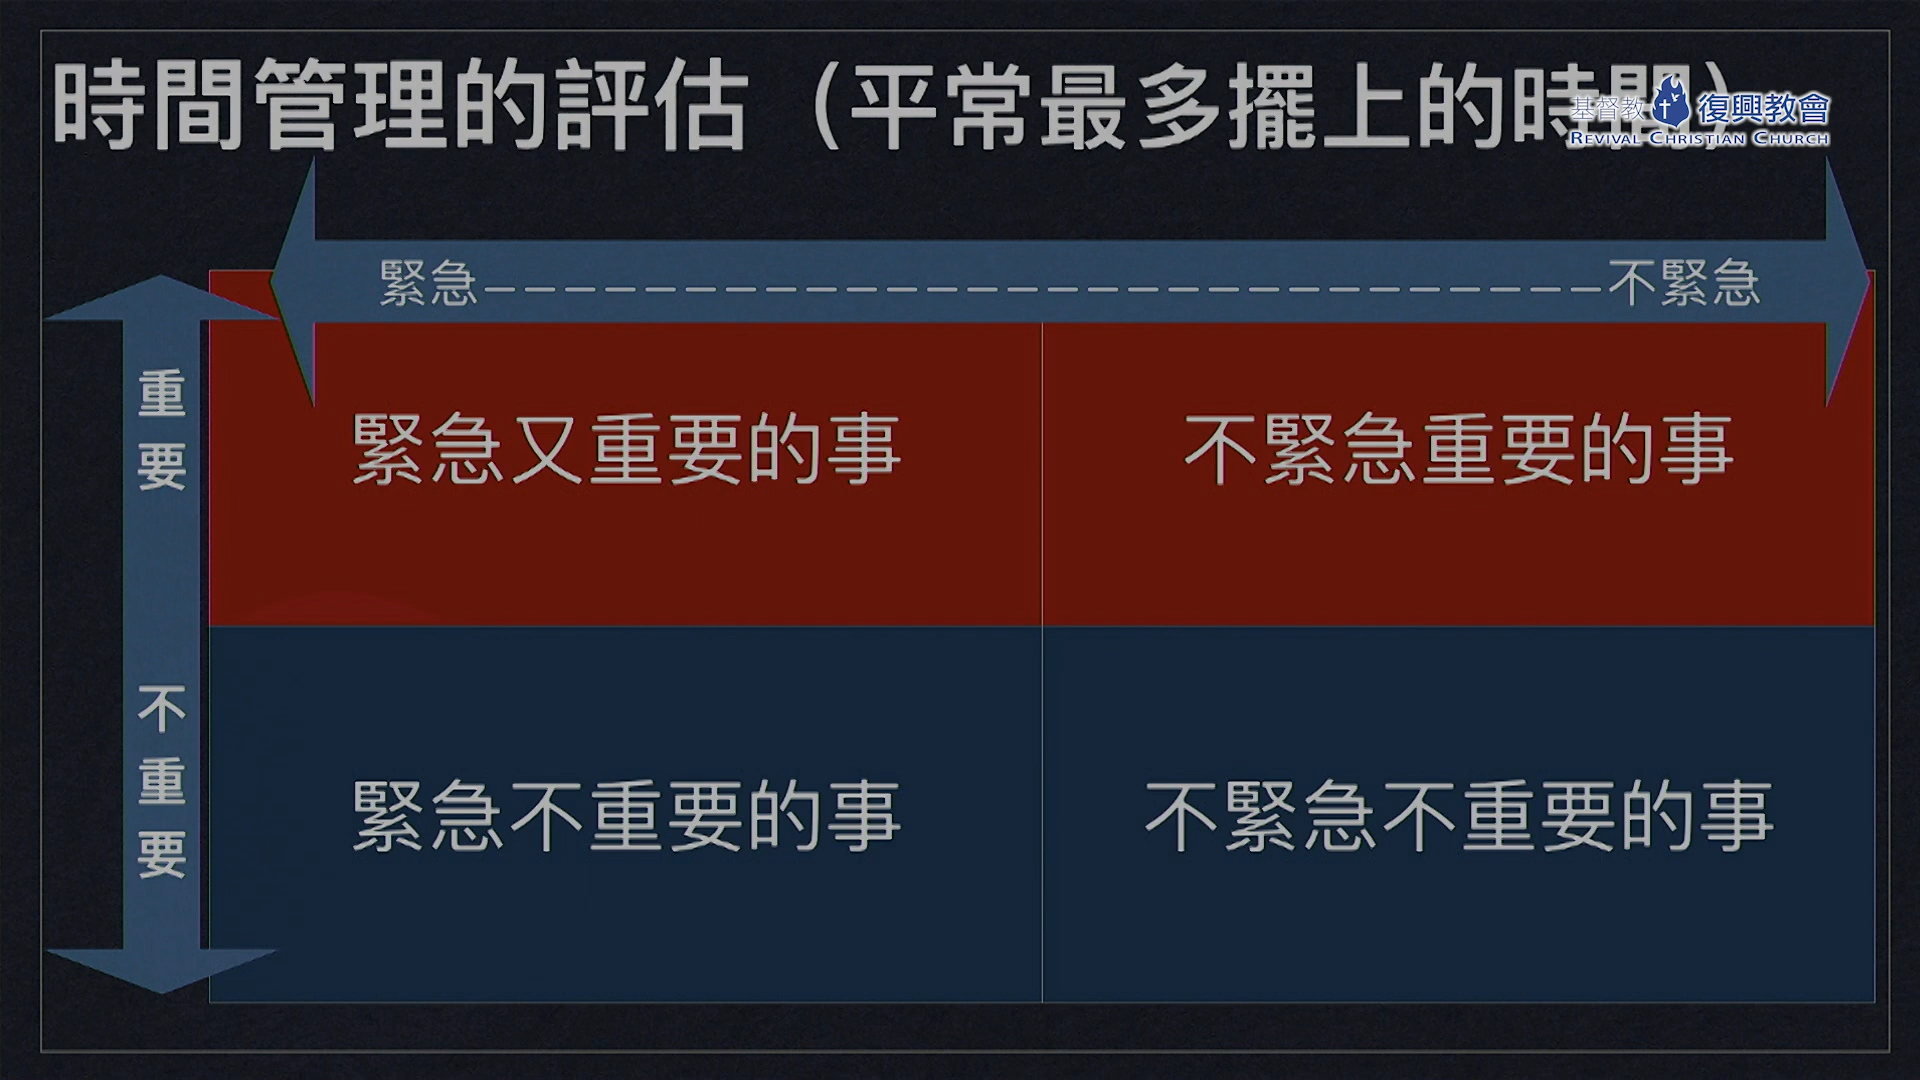 時間管理的評估（平常最多擺上的時間）
基督教 復興教會
REVIVAL CHRISTIAN CHURCH
緊急----------------------------不緊急
重要
不重要
緊急又重要的事
不緊急重要的事
緊急不重要的事
不緊急不重要的事